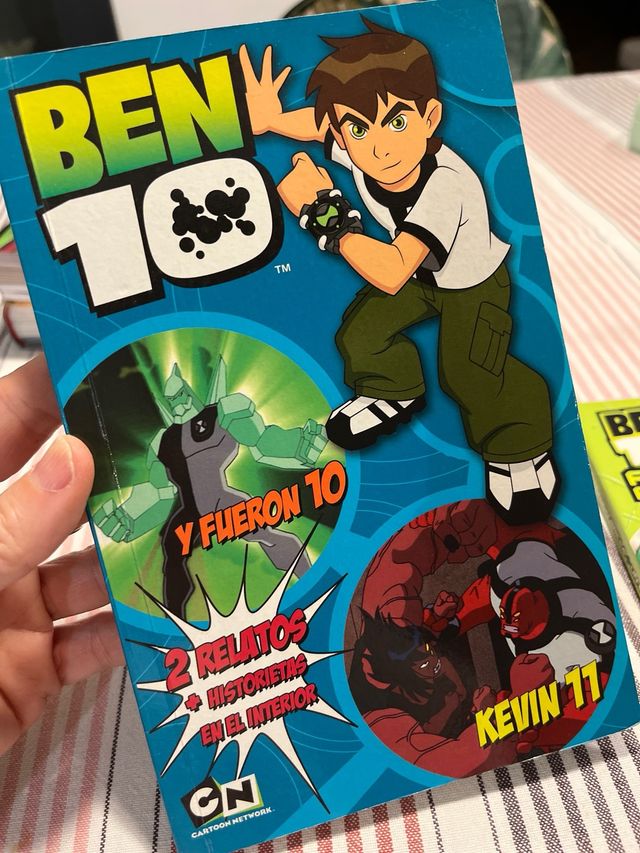 BEN
10
TM
Y FUERON 10
2 RELATOS
+ HISTORIETAS
EN EL INTERIOR
KEVIN 11
CN
CARTOON NETWORK.